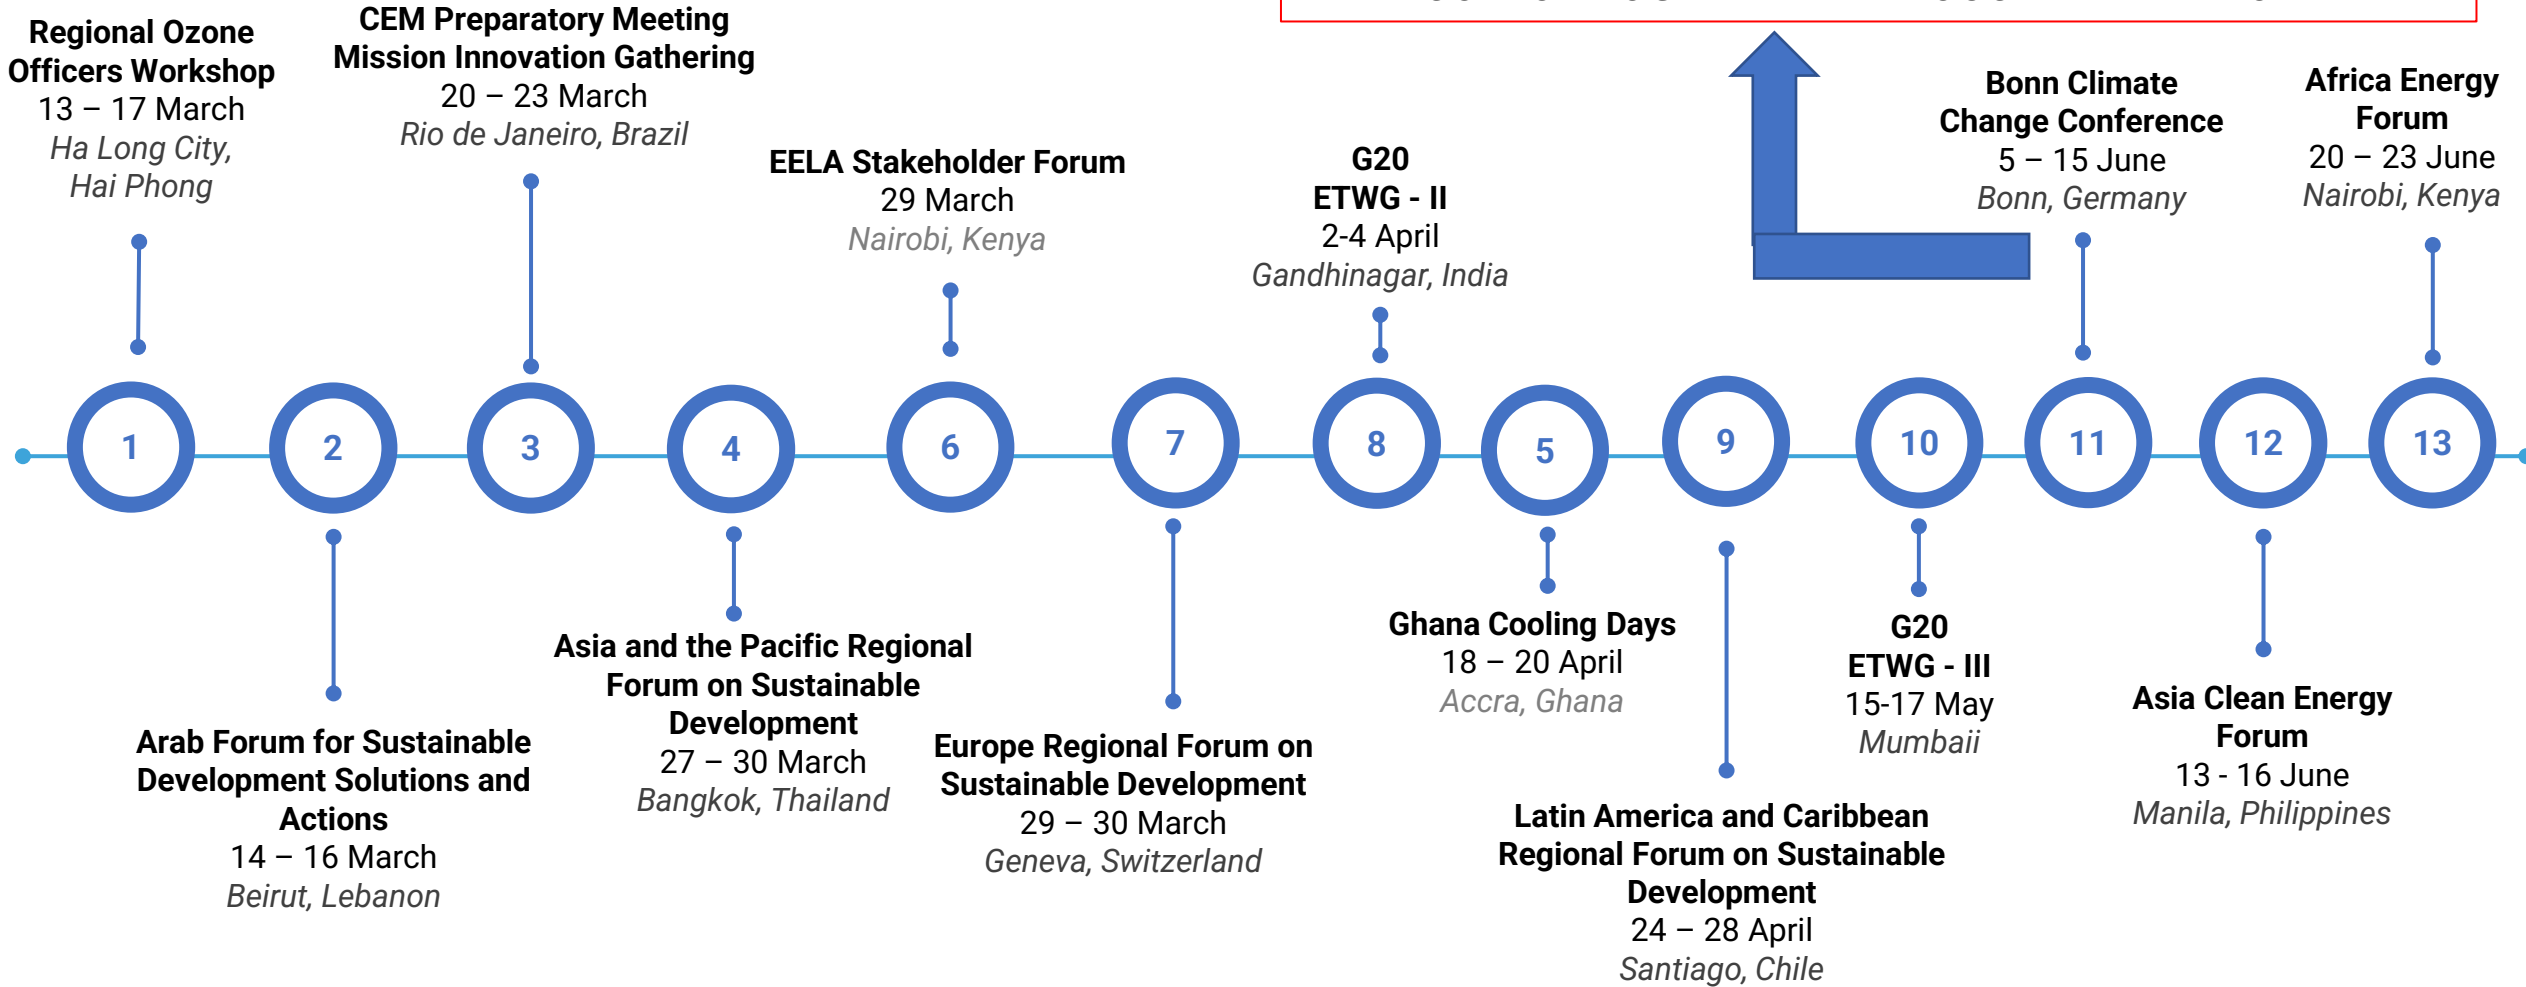 Regional Ozone
Officers Workshop
13 – 17 March
Ha Long City,
Hai Phong
CEM Preparatory Meeting
Mission Innovation Gathering
20 – 23 March
Rio de Janeiro, Brazil
EELA Stakeholder Forum
29 March
Nairobi, Kenya
G20
ETWG - II
2-4 April
Gandhinagar, India
Bonn Climate
Change Conference
5 – 15 June
Bonn, Germany
Africa Energy
Forum
20 – 23 June
Nairobi, Kenya
1
2
3
4
6
7
8
5
9
10
11
12
13
Arab Forum for Sustainable
Development Solutions and
Actions
14 – 16 March
Beirut, Lebanon
Asia and the Pacific Regional
Forum on Sustainable
Development
27 – 30 March
Bangkok, Thailand
Europe Regional Forum on
Sustainable Development
29 – 30 March
Geneva, Switzerland
Ghana Cooling Days
18 – 20 April
Accra, Ghana
Latin America and Caribbean
Regional Forum on Sustainable
Development
24 – 28 April
Santiago, Chile
G20
ETWG - III
15-17 May
Mumbaii
Asia Clean Energy
Forum
13 - 16 June
Manila, Philippines